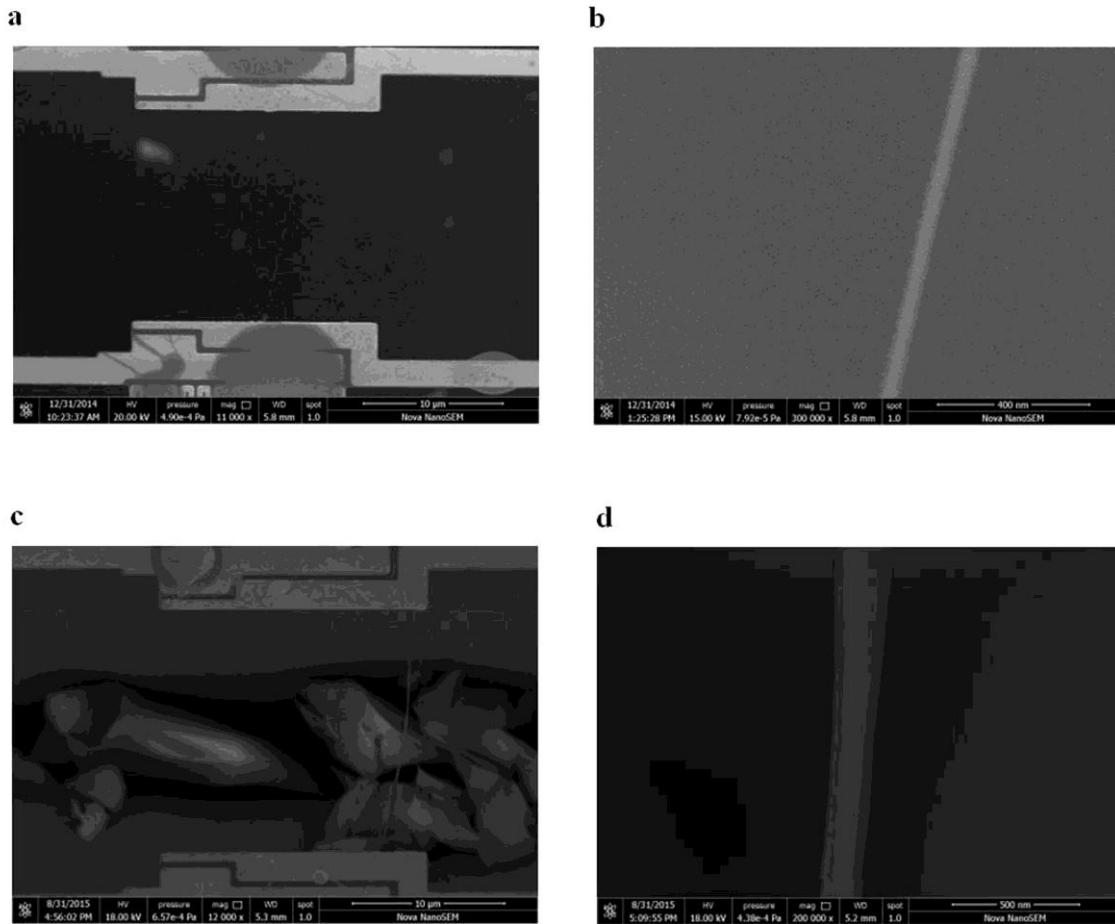 a
b
12/31/2014 HV pressure mag WD spot 10 μm
10:23:37 AM 20.00 kV 4.90e-4 Pa 11 000 x 5.8 mm 1.0 Nova NanoSEM
12/31/2014 HV pressure mag WD spot 400 nm
1:25:28 PM 15.00 kV 7.92e-5 Pa 300 000 x 5.8 mm 1.0 Nova NanoSEM
c
d
8/31/2015 HV pressure mag WD spot 10 μm
4:56:02 PM 18.00 kV 6.57e-4 Pa 12 000 x 5.3 mm 1.0 Nova NanoSEM
8/31/2015 HV pressure mag WD spot 500 nm
5:09:55 PM 18.00 kV 4.38e-4 Pa 200 000 x 5.2 mm 1.0 Nova NanoSEM